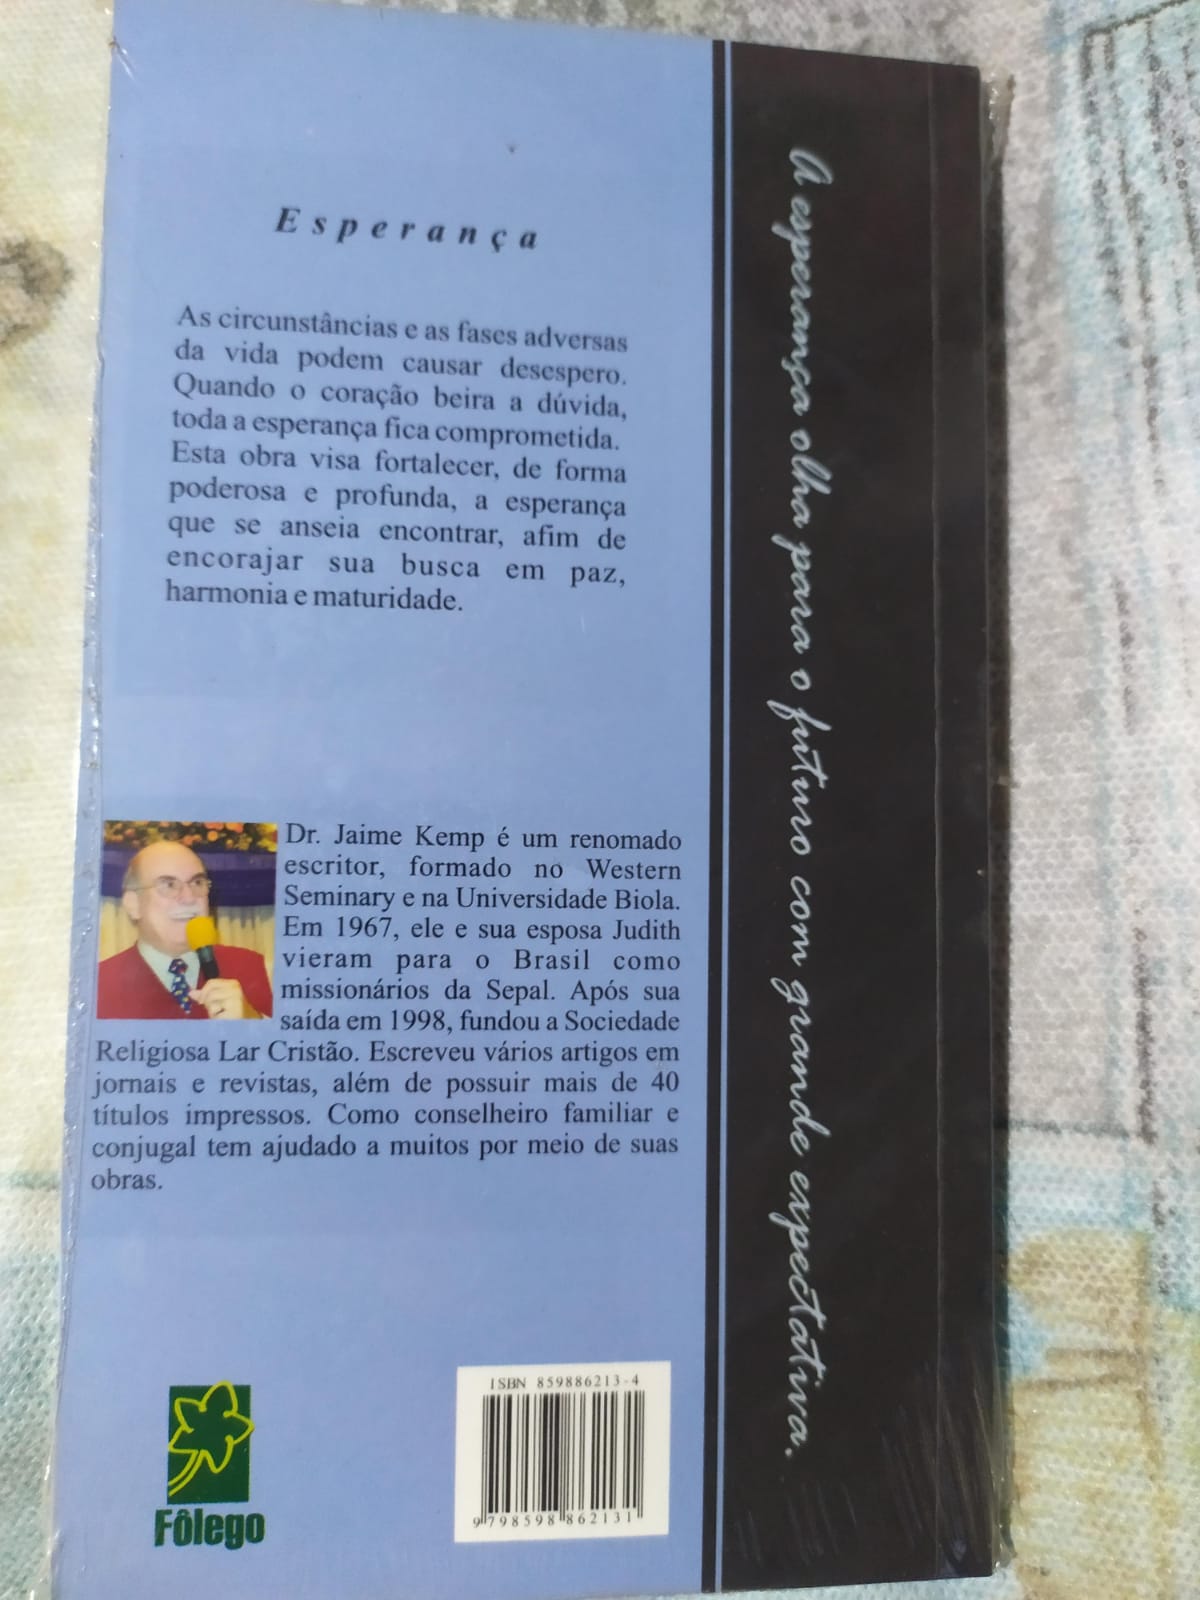 Esperança
As circunstâncias e as fases adversas
da vida podem causar desespero.
Quando o coração beira a dúvida,
toda a esperança fica comprometida.
Esta obra visa fortalecer, de forma
poderosa e profunda, a esperança
que se anseia encontrar, afim de
encorajar sua busca em paz,
harmonia e maturidade.
Dr. Jaime Kemp é um renomado
escritor, formado no Western
Seminary e na Universidade Biola.
Em 1967, ele e sua esposa Judith
vieram para o Brasil como
missionários da Sepal. Após sua
saída em 1998, fundou a Sociedade
Religiosa Lar Cristão. Escreveu vários artigos em
jornais e revistas, além de possuir mais de 40
títulos impressos. Como conselheiro familiar e
conjugal tem ajudado a muitos por meio de suas
obras.
Fôlego
ISBN 859886213-4
9 798598 862131
A esperança olha para o futuro com grande expectativa.